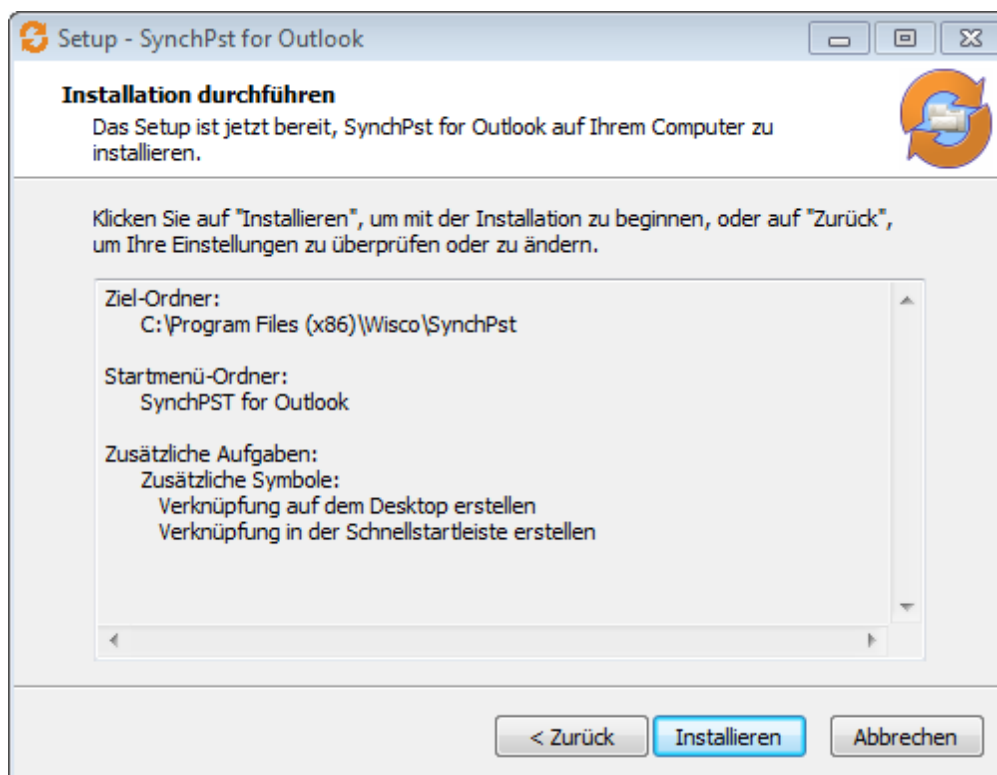 Setup - SynchPst for Outlook
Installation durchführen
Das Setup ist jetzt bereit, SynchPst for Outlook auf Ihrem Computer zu
installieren.
Klicken Sie auf "Installieren", um mit der Installation zu beginnen, oder auf "Zurück",
um Ihre Einstellungen zu überprüfen oder zu ändern.
Ziel-Ordner:
C:\Program Files (x86)\Wisco\SynchPst
Startmenü-Ordner:
SynchPST for Outlook
Zusätzliche Aufgaben:
Zusätzliche Symbole:
Verknüpfung auf dem Desktop erstellen
Verknüpfung in der Schnellstartleiste erstellen
< Zurück
Installieren
Abbrechen